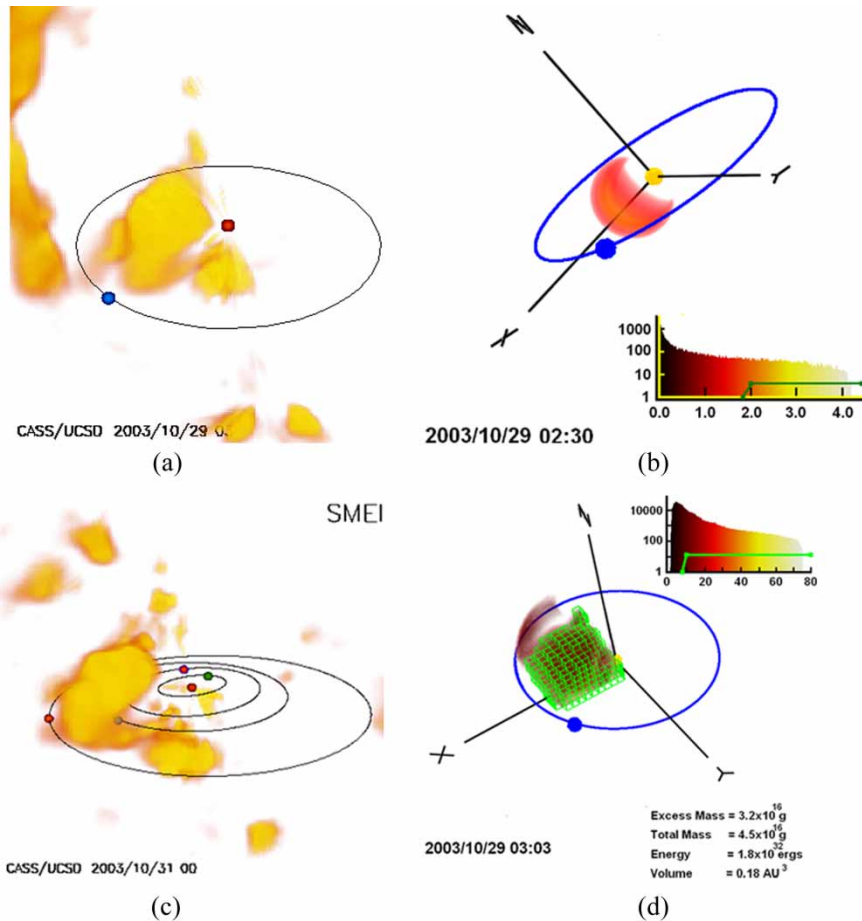 N
Y
X
1000
100
10
1
0.0 1.0 2.0 3.0 4.0
CASS/UCSD 2003/10/29
2003/10/29 02:30
(a)
(b)
SMEI
N
10000
100
1
0 20 40 60 80
X
Y
Excess Mass = 3.2x10^16 g
Total Mass = 4.5x10^16 g
Energy = 1.8x10^32 ergs
Volume = 0.18 AU^3
2003/10/29 03:03
CASS/UCSD 2003/10/31 00
(c)
(d)